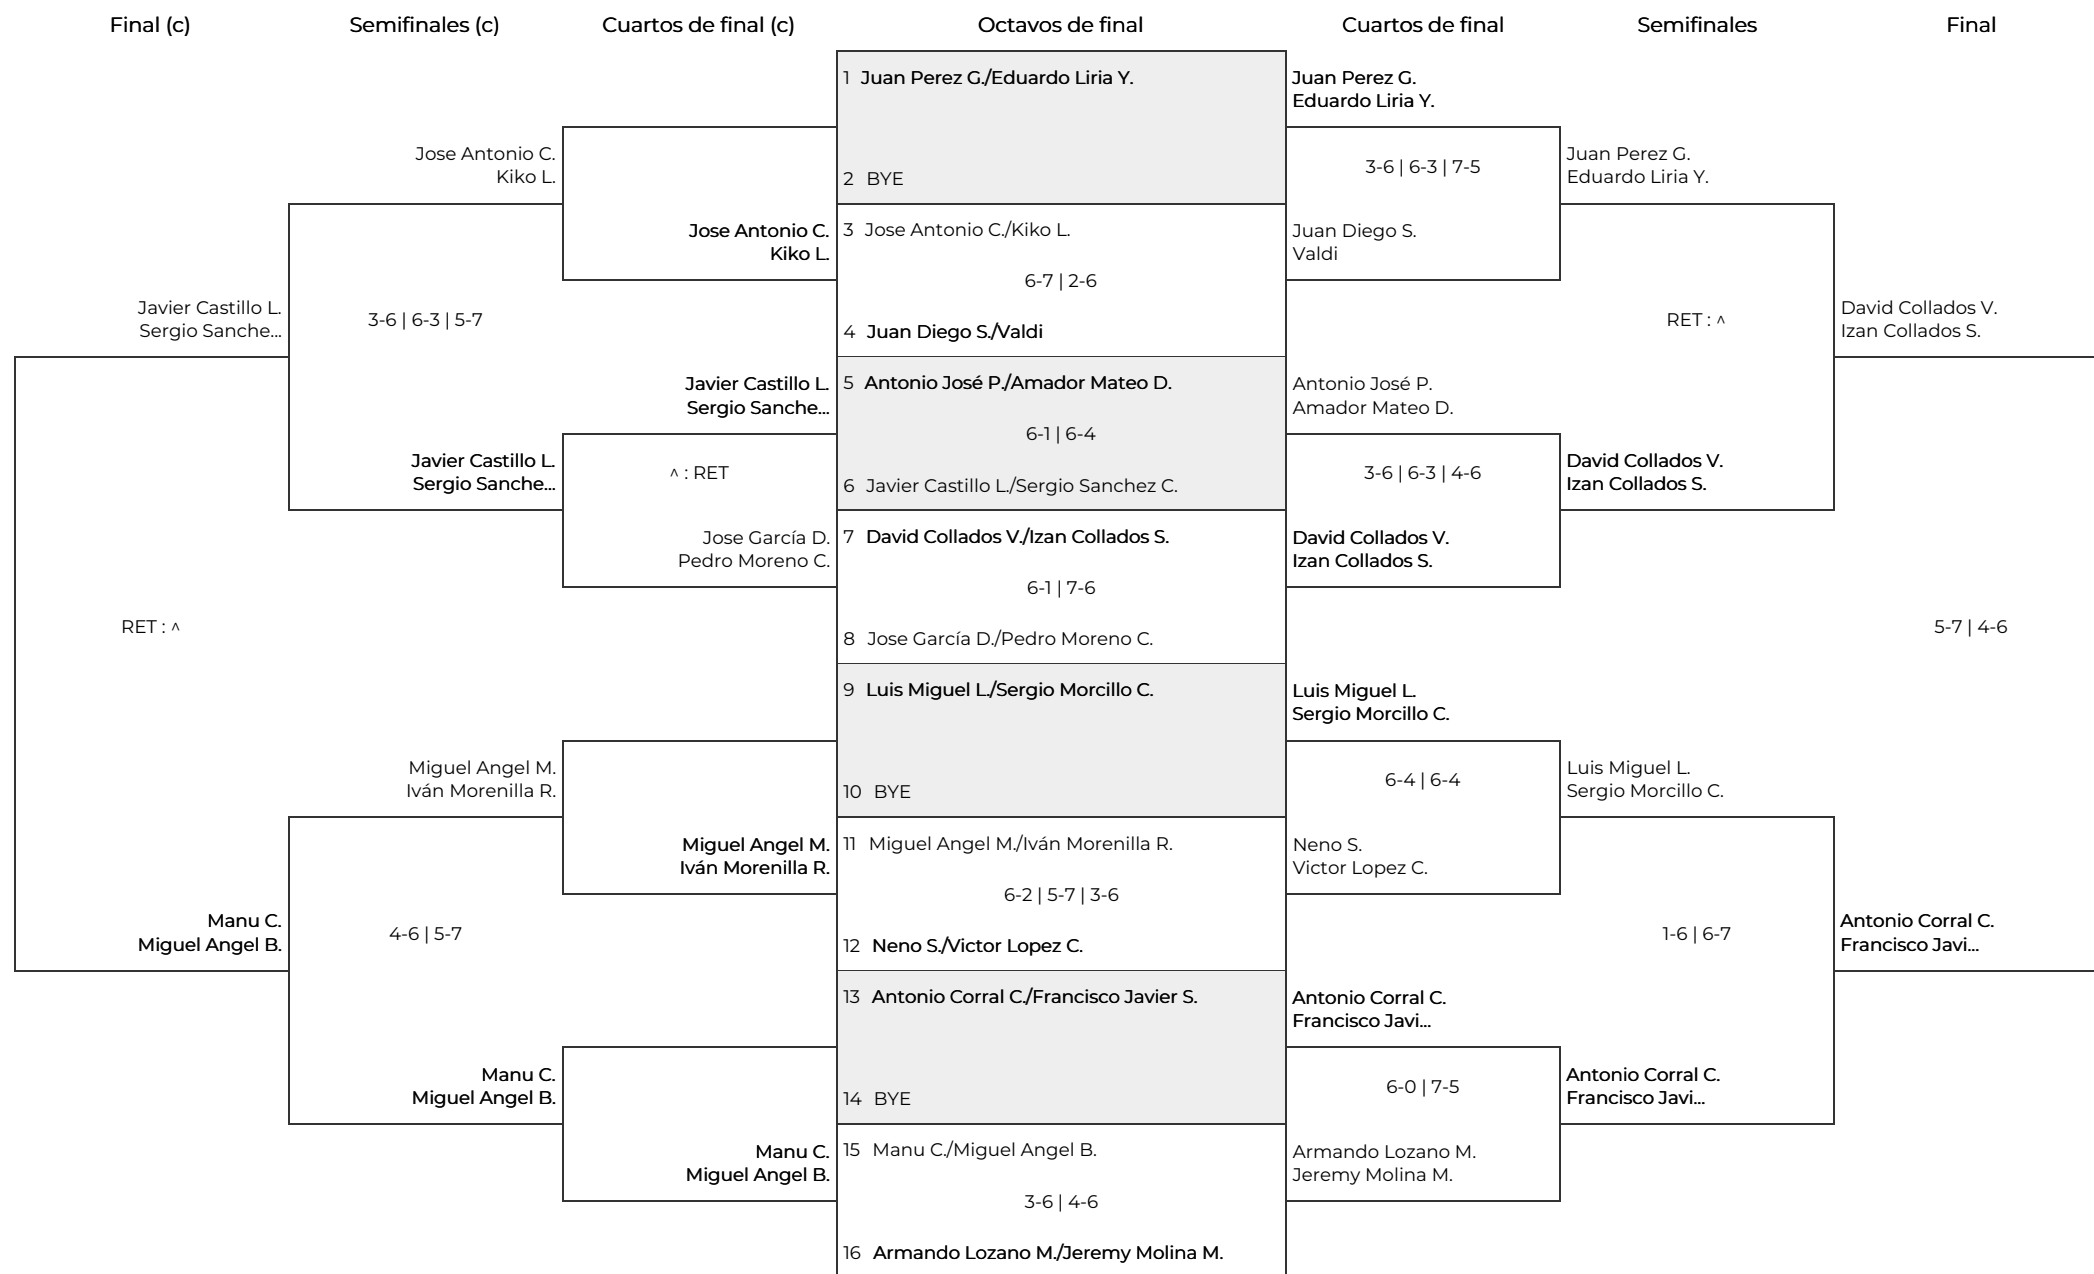 Final (c)
Semifinales (c)
Cuartos de final (c)
Octavos de final
Cuartos de final
Semifinales
Final
Javier Castillo L.
Sergio Sanche...
RET : ^
Manu C.
Miguel Angel B.
Jose Antonio C.
Kiko L.
3-6 | 6-3 | 5-7
Javier Castillo L.
Sergio Sanche...
Miguel Angel M.
Iván Morenilla R.
4-6 | 5-7
Manu C.
Miguel Angel B.
Jose Antonio C.
Kiko L.
Javier Castillo L.
Sergio Sanche...
^ : RET
Jose García D.
Pedro Moreno C.
Miguel Angel M.
Iván Morenilla R.
Manu C.
Miguel Angel B.
1 Juan Perez G./Eduardo Liria Y.
2 BYE
3 Jose Antonio C./Kiko L.
6-7 | 2-6
4 Juan Diego S./Valdi
5 Antonio José P./Amador Mateo D.
6-1 | 6-4
6 Javier Castillo L./Sergio Sanchez C.
7 David Collados V./Izan Collados S.
6-1 | 7-6
8 Jose García D./Pedro Moreno C.
9 Luis Miguel L./Sergio Morcillo C.
10 BYE
11 Miguel Angel M./Iván Morenilla R.
6-2 | 5-7 | 3-6
12 Neno S./Victor Lopez C.
13 Antonio Corral C./Francisco Javier S.
14 BYE
15 Manu C./Miguel Angel B.
3-6 | 4-6
16 Armando Lozano M./Jeremy Molina M.
Juan Perez G.
Eduardo Liria Y.
3-6 | 6-3 | 7-5
Juan Diego S.
Valdi
Antonio José P.
Amador Mateo D.
3-6 | 6-3 | 4-6
David Collados V.
Izan Collados S.
Luis Miguel L.
Sergio Morcillo C.
6-4 | 6-4
Neno S.
Victor Lopez C.
Antonio Corral C.
Francisco Javi...
6-0 | 7-5
Armando Lozano M.
Jeremy Molina M.
Juan Perez G.
Eduardo Liria Y.
RET : ^
David Collados V.
Izan Collados S.
Luis Miguel L.
Sergio Morcillo C.
1-6 | 6-7
Antonio Corral C.
Francisco Javi...
David Collados V.
Izan Collados S.
5-7 | 4-6
Antonio Corral C.
Francisco Javi...